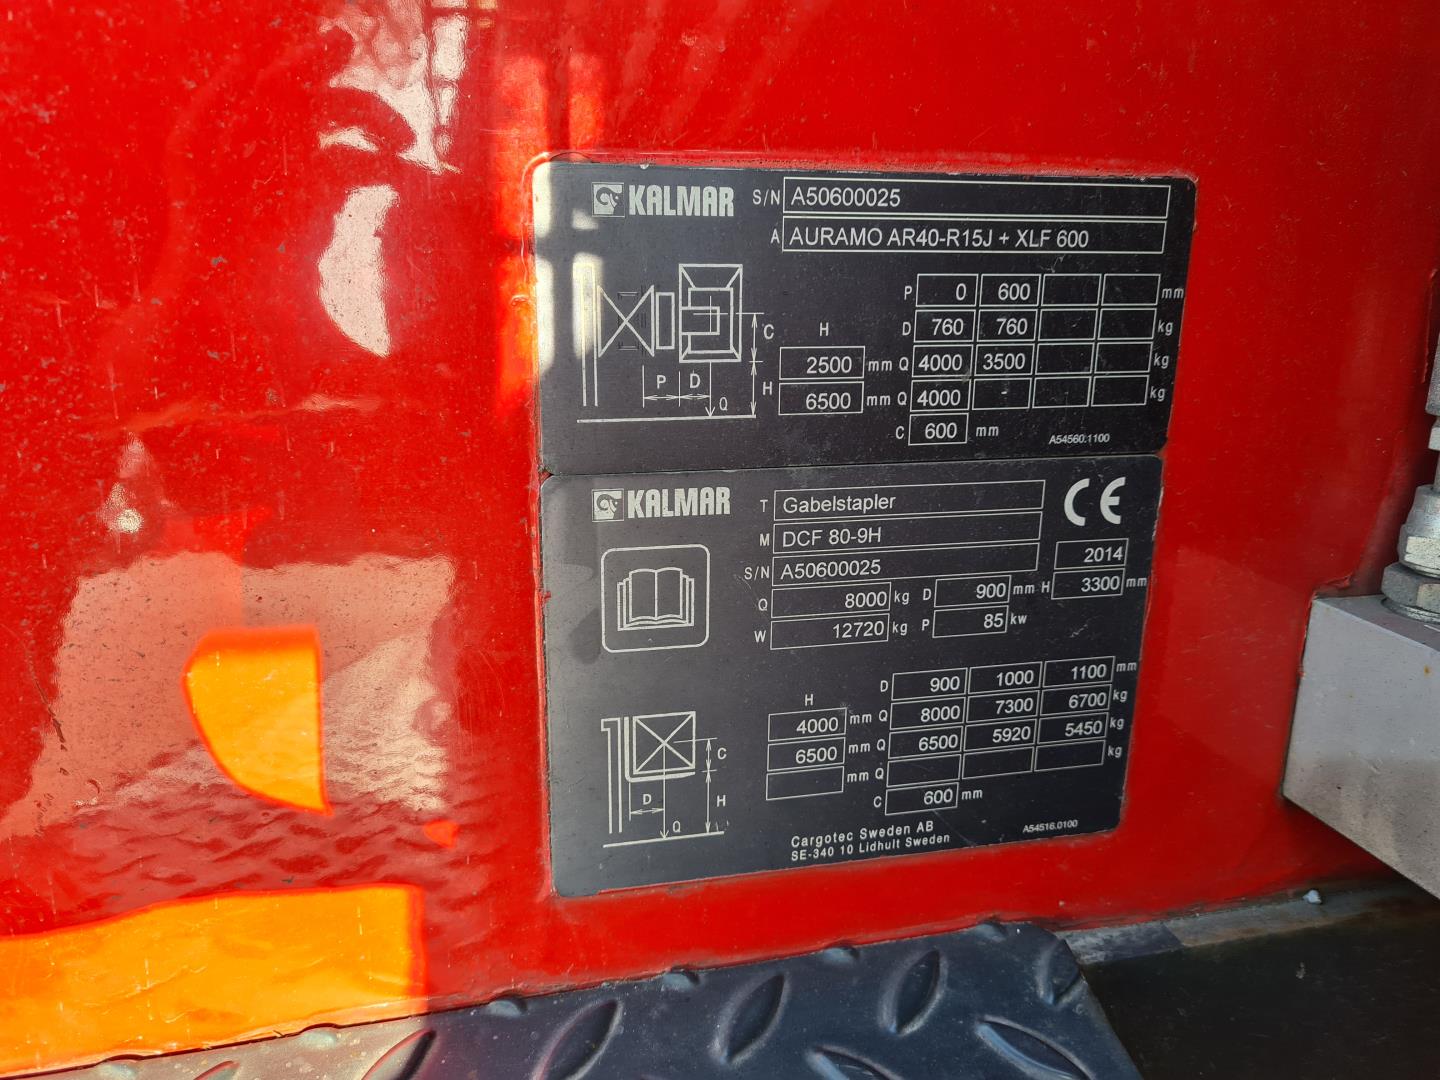 KALMAR S/N A50600025
A AURAMO AR40-R15J + XLF 600
P 0 600 mm
H D 760 760 kg
2500 mm Q 4000 3500 kg
6500 mm Q 4000 - - kg
C 600 mm
C
H
P D
Q
A54560.1100
KALMAR T Gabelstapler CE
M DCF 80-9H
S/N A50600025 2014
Q 8000 kg D 900 mm H 3300 mm
W 12720 kg P 85 kw
D 900 1000 1100 mm
H
4000 mm Q 8000 7300 6700 kg
6500 mm Q 6500 5920 5450 kg
mm Q kg
C 600 mm
C
D H
Q
Cargotec Sweden AB
SE-340 10 Lidhult Sweden
A54516.0100